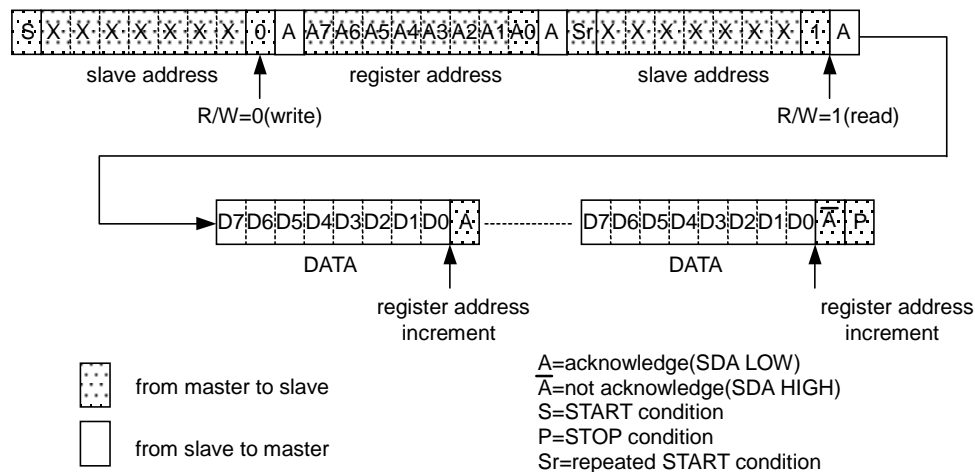 S X X X X X X X 0 A A7 A6 A5 A4 A3 A2 A1 A0 A Sr X X X X X X X 1 A
slave address register address slave address
R/W=0(write) R/W=1(read)
D7 D6 D5 D4 D3 D2 D1 D0 A D7 D6 D5 D4 D3 D2 D1 D0 A̅ P
DATA DATA
register address register address
increment increment
from master to slave
from slave to master
A=acknowledge(SDA LOW)
A̅=not acknowledge(SDA HIGH)
S=START condition
P=STOP condition
Sr=repeated START condition